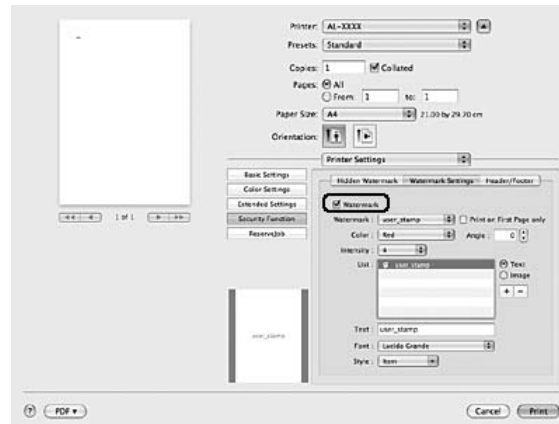 Printer: AL-XXXX
Presets: Standard
Copies: 1 Collated
Pages: All
From: 1 to: 1
Paper Size: A4 21.00 by 29.70 cm
Orientation:
Printer Settings
Basic Settings
Color Settings
Extended Settings
Security Function
ReserveJob
Hidden Watermark Watermark Settings Header/Footer
Watermark
Watermark : user_stamp Print on First Page only
Color : Red Angle : 0
Intensity : 4
List : user_stamp
Text
Image
+ -
Text : user_stamp
Font : Lucida Grande
Style :
1 of 1
user_stamp
? PDF ▾ Cancel Print